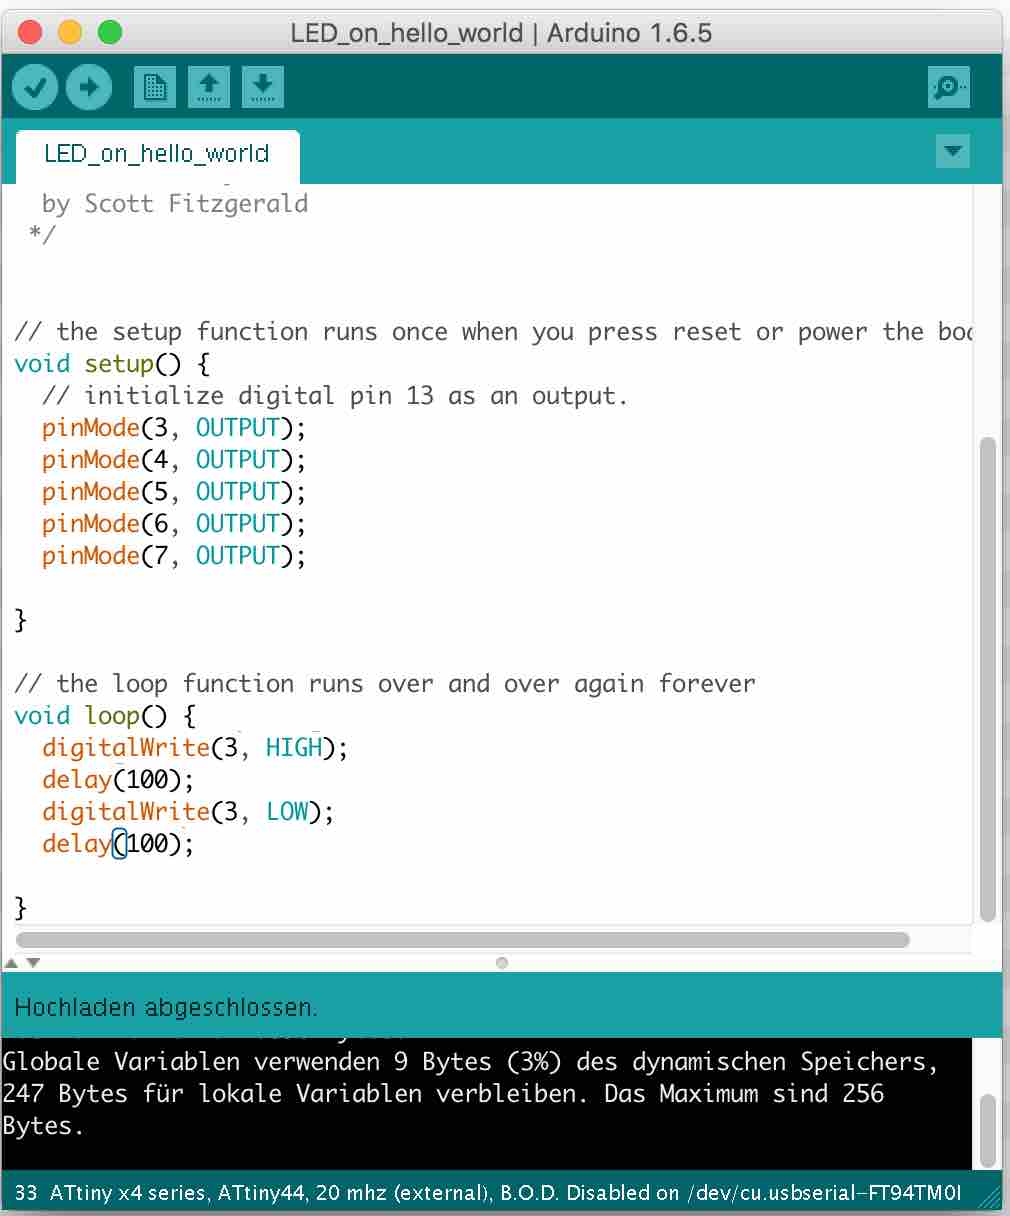 LED_on_hello_world | Arduino 1.6.5
LED_on_hello_world
by Scott Fitzgerald
*/
// the setup function runs once when you press reset or power the
void setup() {
// initialize digital pin 13 as an output.
pinMode(3, OUTPUT);
pinMode(4, OUTPUT);
pinMode(5, OUTPUT);
pinMode(6, OUTPUT);
pinMode(7, OUTPUT);
}
// the loop function runs over and over again forever
void loop() {
digitalWrite(3, HIGH);
delay(100);
digitalWrite(3, LOW);
delay(100);
}
Hochladen abgeschlossen.
Globale Variablen verwenden 9 Bytes (3%) des dynamischen Speichers,
247 Bytes für lokale Variablen verbleiben. Das Maximum sind 256
Bytes.
33 ATtiny x4 series, ATtiny44, 20 mhz (external), B.O.D. Disabled on /dev/cu.usbserial-FT94TM0I